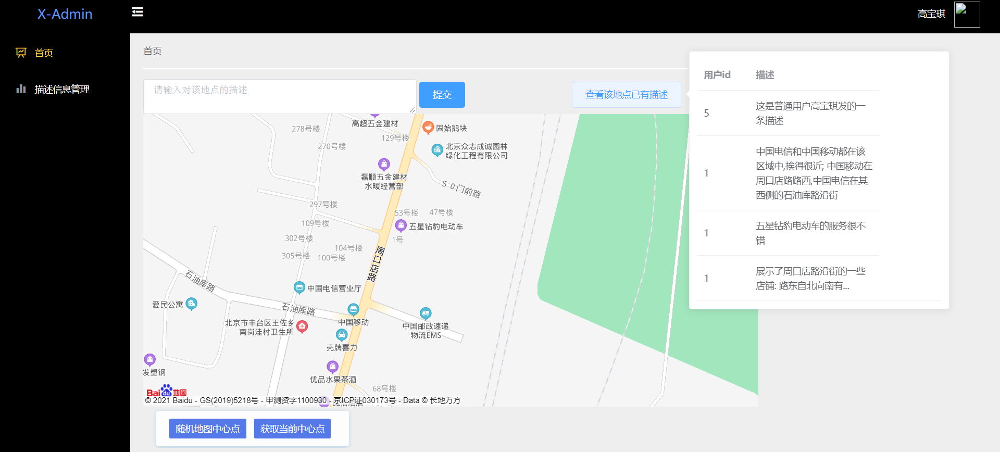 X-Admin
高宝琪
首页
描述信息管理
首页
请输入对该地点的描述
提交
查看该地点已有描述
用户id 描述
5 这是普通用户高宝琪发的一
条描述
1 中国电信和中国移动都在该
区域中,挨得很近; 中国移动在
周口店路路西,中国电信在其
西侧的石油库路沿街
1 五星钻豹电动车的服务很不
错
1 展示了周口店路沿街的一些
店铺: 路东自北向南有...
高超五金建材
278号楼
固始鹅块
129号楼
270号楼
北京众志成诚园林
绿化工程有限公司
磊顺五金建材
水暖经营部
50门前路
297号楼
53号楼
47号楼
109号楼
五星钻豹电动车
302号楼
1号
104号楼
305号楼
100号楼
周口店路
石油库路
中国电信营业厅
爱民公寓
石油库路
北京市丰台区王佐乡
南岗洼村卫生所
中国移动
中国邮政速递
物流EMS
壳牌喜力
发塑钢
优品水果茶酒
68号楼
Bai du 地图
© 2021 Baidu - GS(2019)5218号 - 甲测资字1100930 - 京ICP证030173号 - Data © 长地万方
随机地图中心点
获取当前中心点